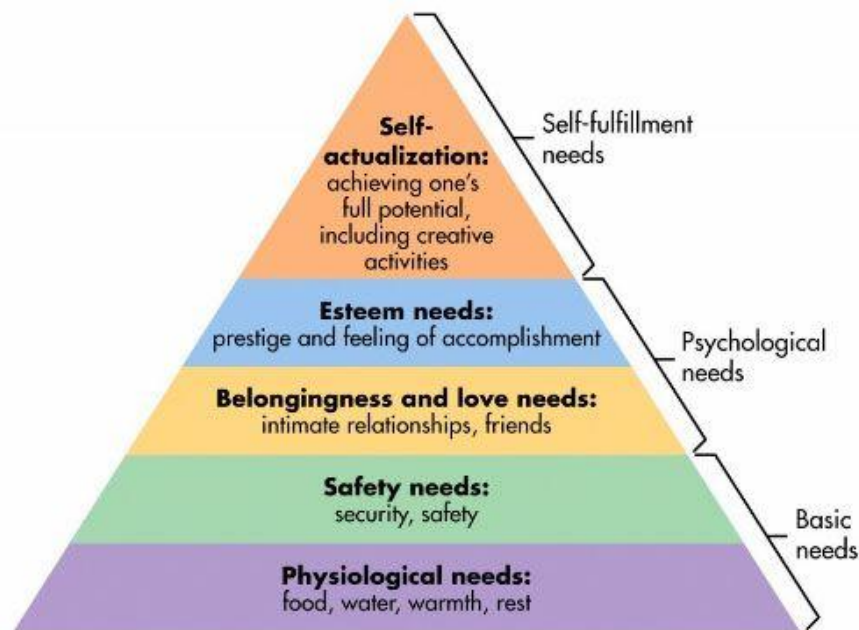 Self-
actualization:
achieving one's
full potential,
including creative
activities
Esteem needs:
prestige and feeling of accomplishment
Belongingness and love needs:
intimate relationships, friends
Safety needs:
security, safety
Physiological needs:
food, water, warmth, rest
Self-fulfillment
needs
Psychological
needs
Basic
needs